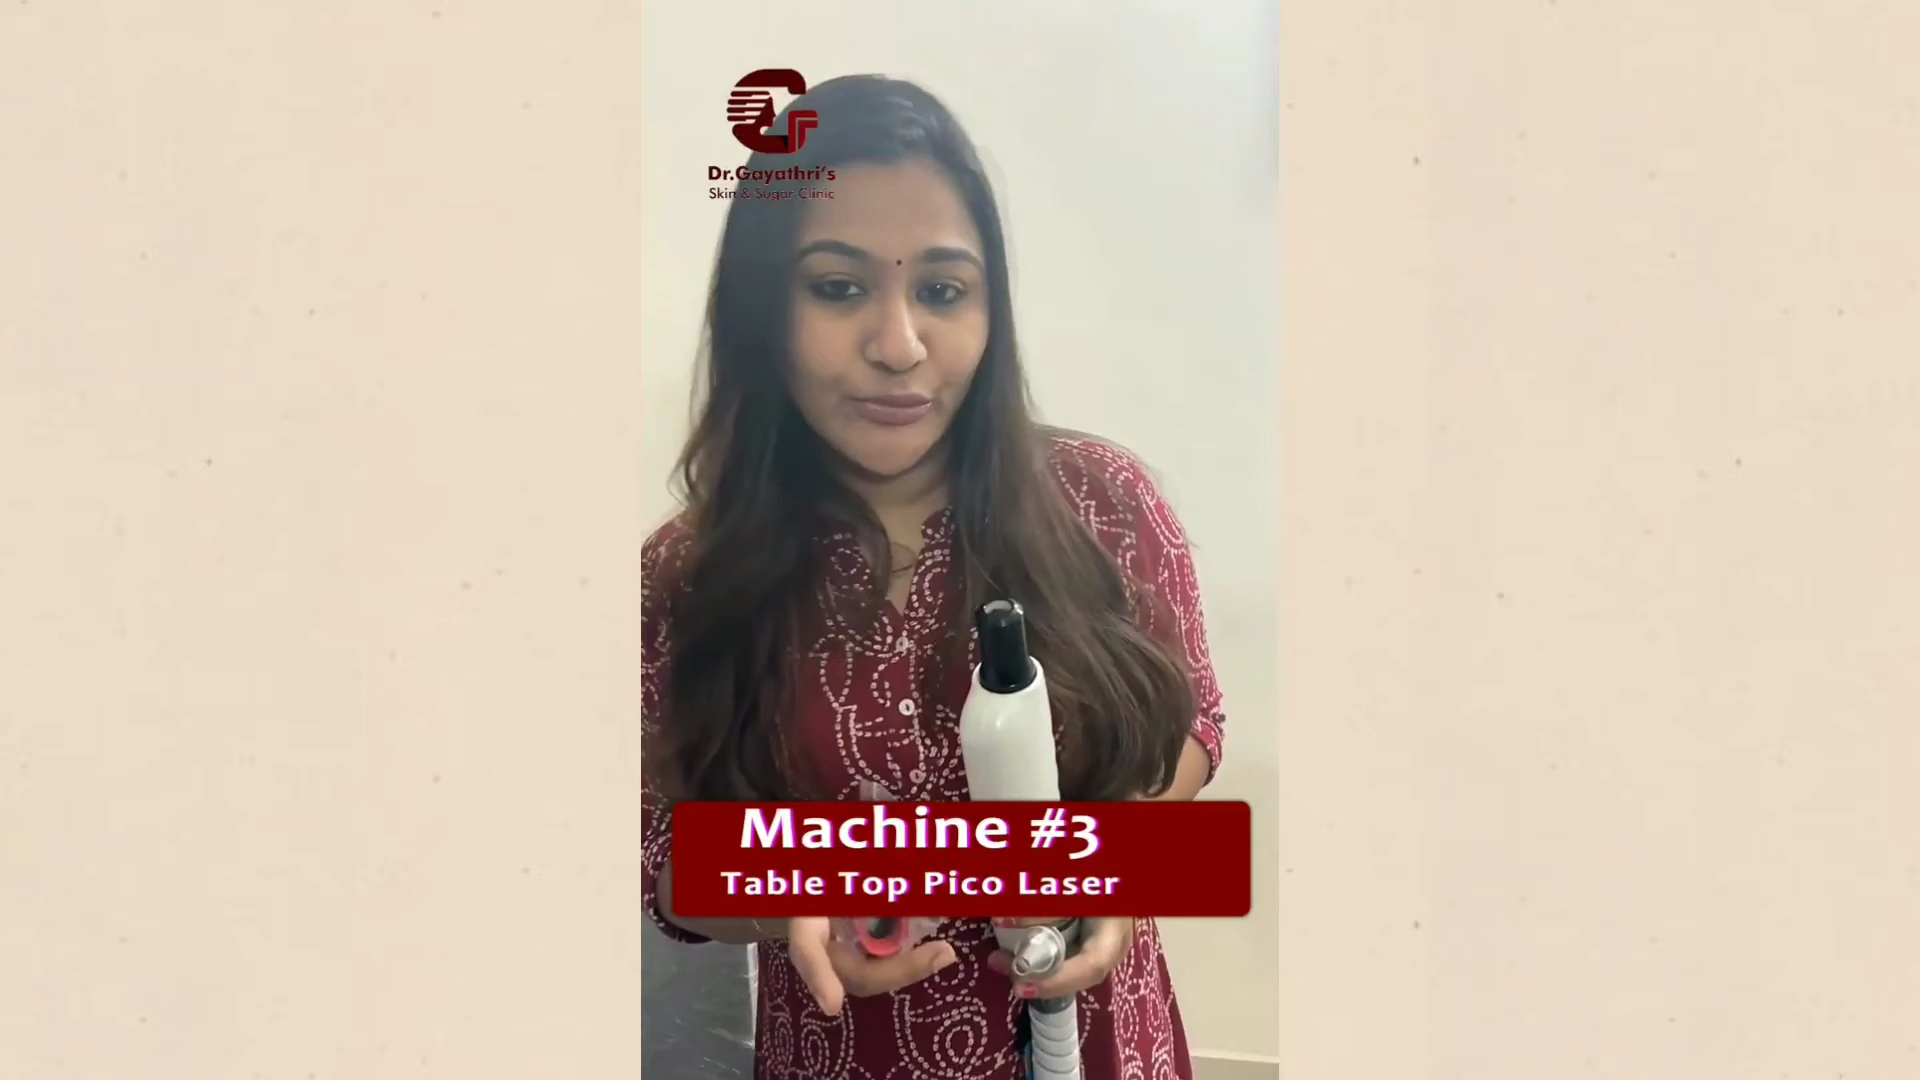 Dr.Gayathri's
Skin & Sugar Clinic
Machine #3
Table Top Pico Laser